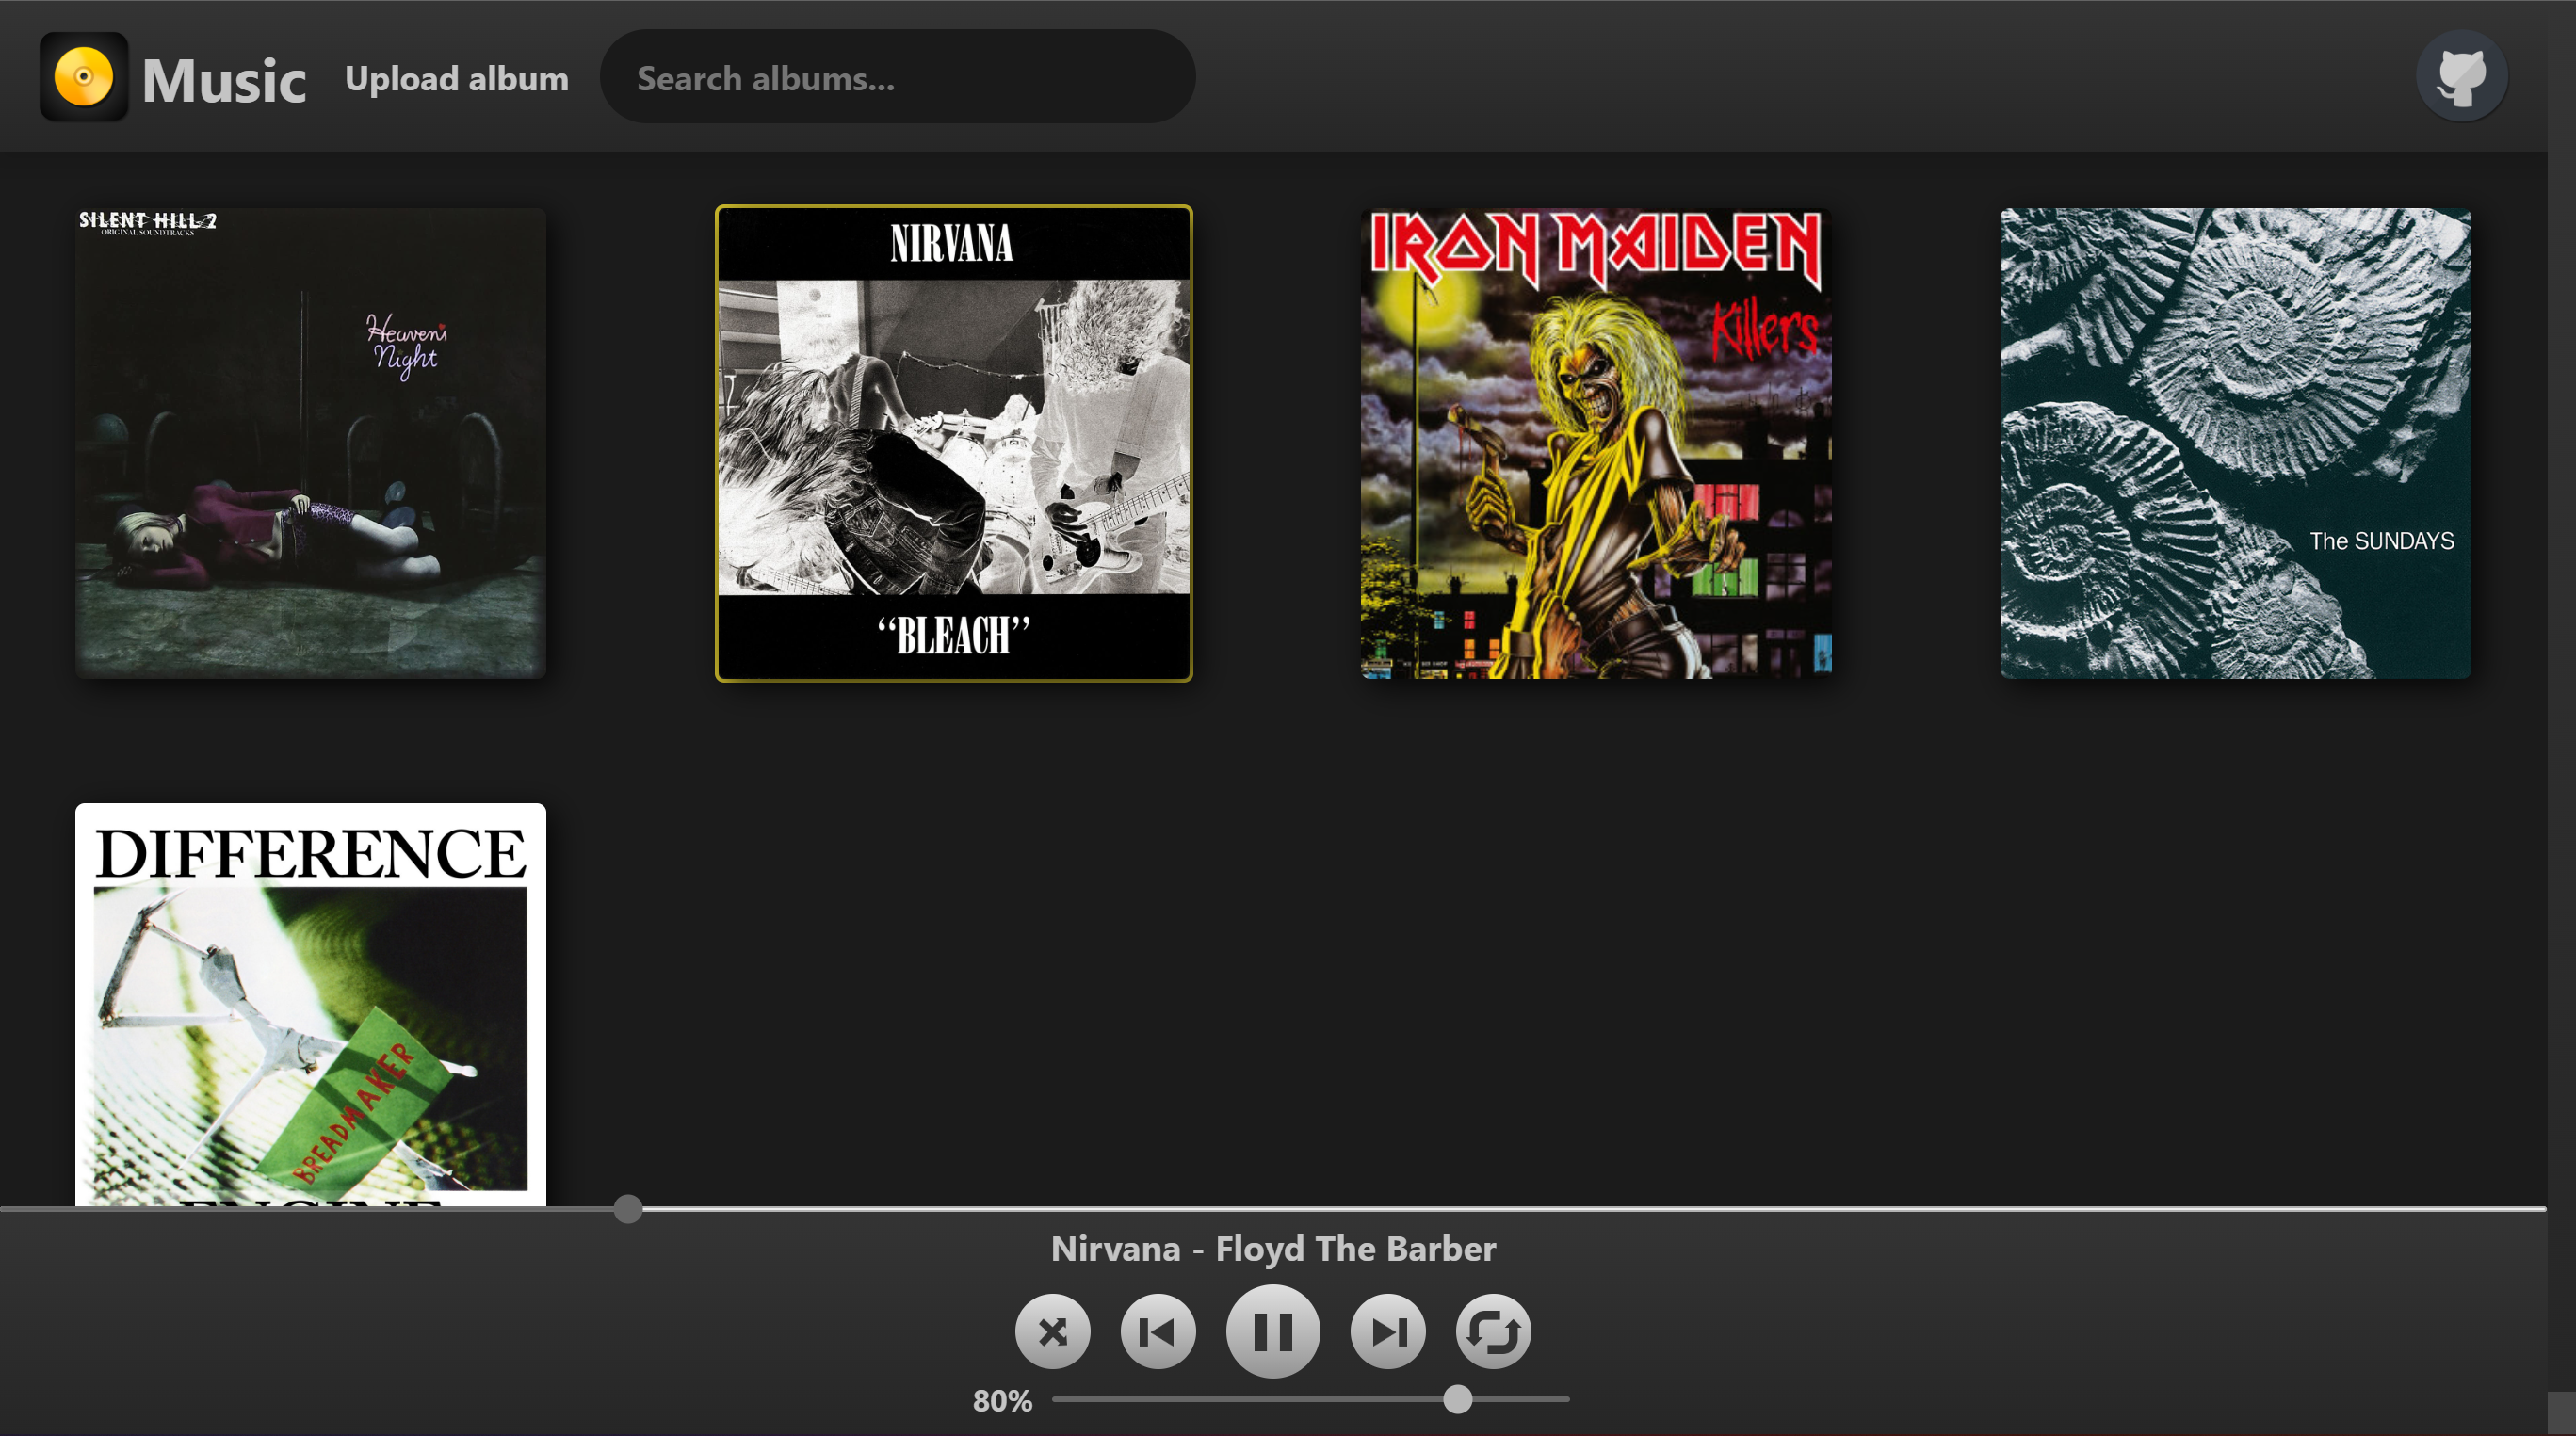 Music Upload album Search albums...
SILENT HILL 2
ORIGINAL SOUNDTRACKS
Heaven's
Night
NIRVANA
"BLEACH"
IRON MAIDEN
Killers
The SUNDAYS
DIFFERENCE
BREADMAKER
ENGINE
Nirvana - Floyd The Barber
80%